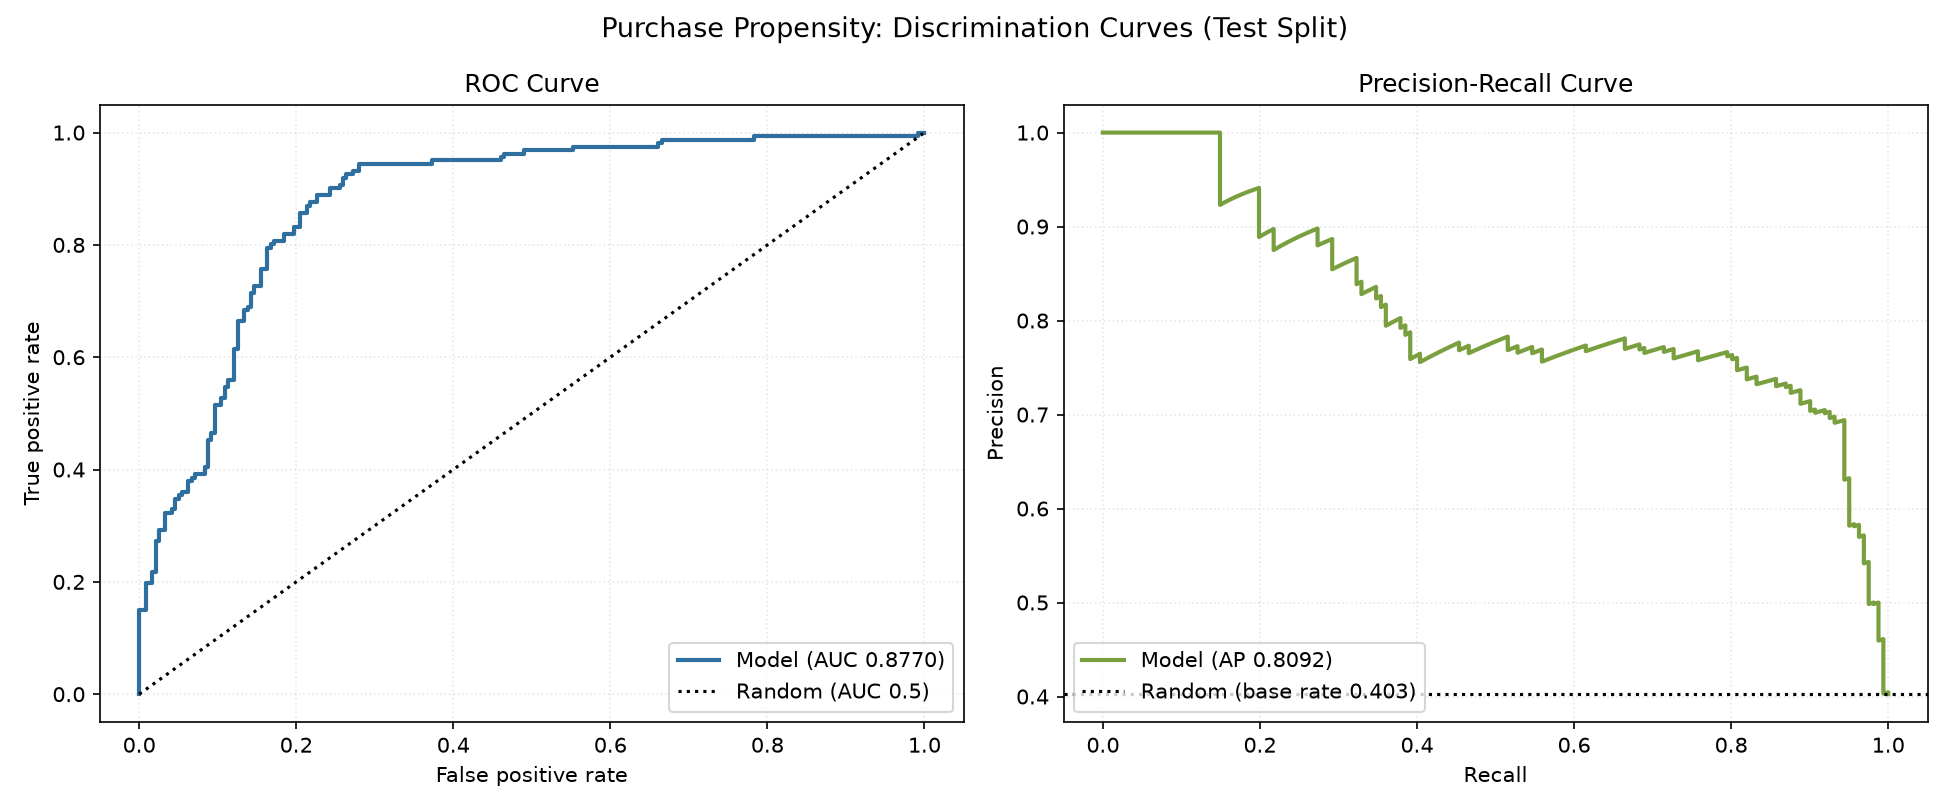 Purchase Propensity: Discrimination Curves (Test Split)
ROC Curve
1.0
0.8
0.6
0.4
0.2
0.0
True positive rate
0.0 0.2 0.4 0.6 0.8 1.0
False positive rate
Model (AUC 0.8770)
Random (AUC 0.5)
Precision-Recall Curve
1.0
0.9
0.8
0.7
0.6
0.5
0.4
Precision
0.0 0.2 0.4 0.6 0.8 1.0
Recall
Model (AP 0.8092)
Random (base rate 0.403)